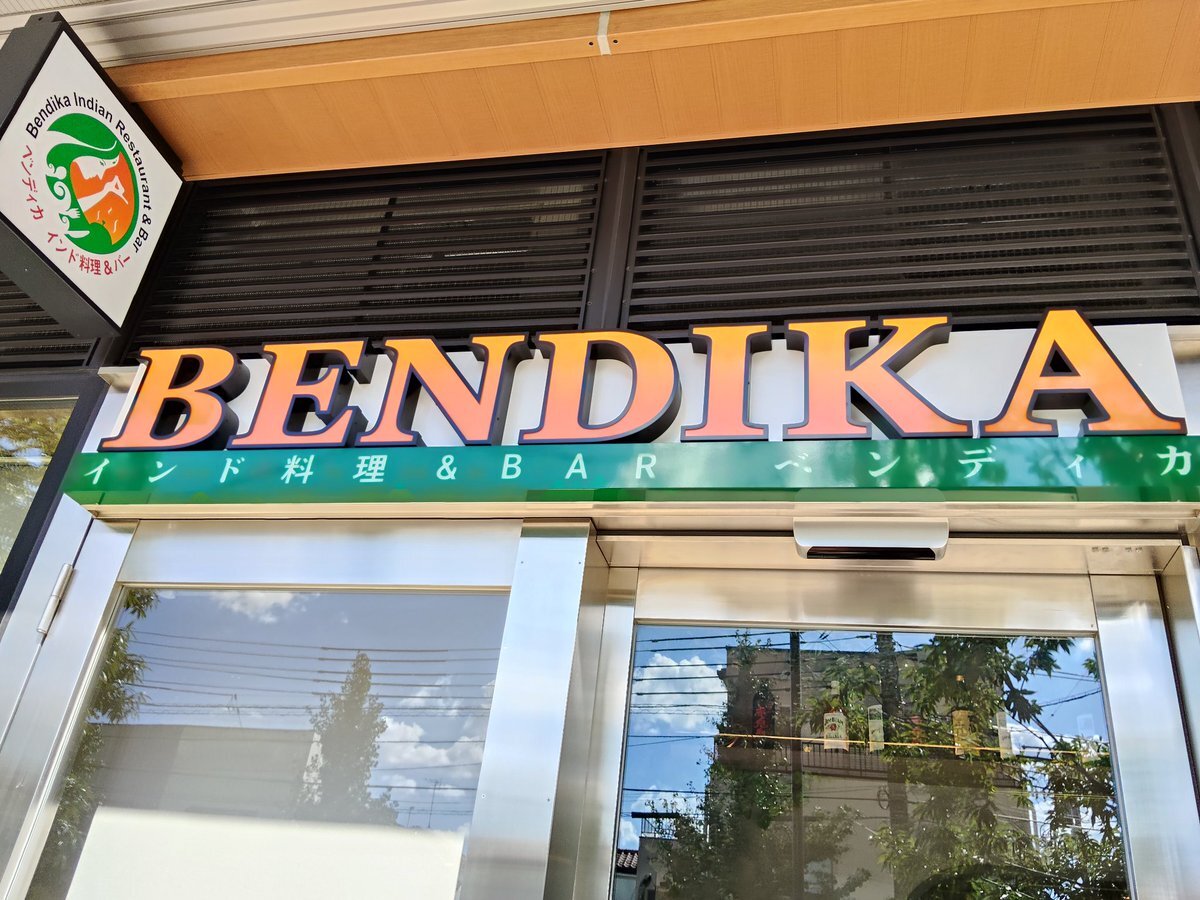 Bendika Indian Restaurant & Bar
ベンディカ インド料理&バー
BENDIKA
インド料理&BAR ベンディカ